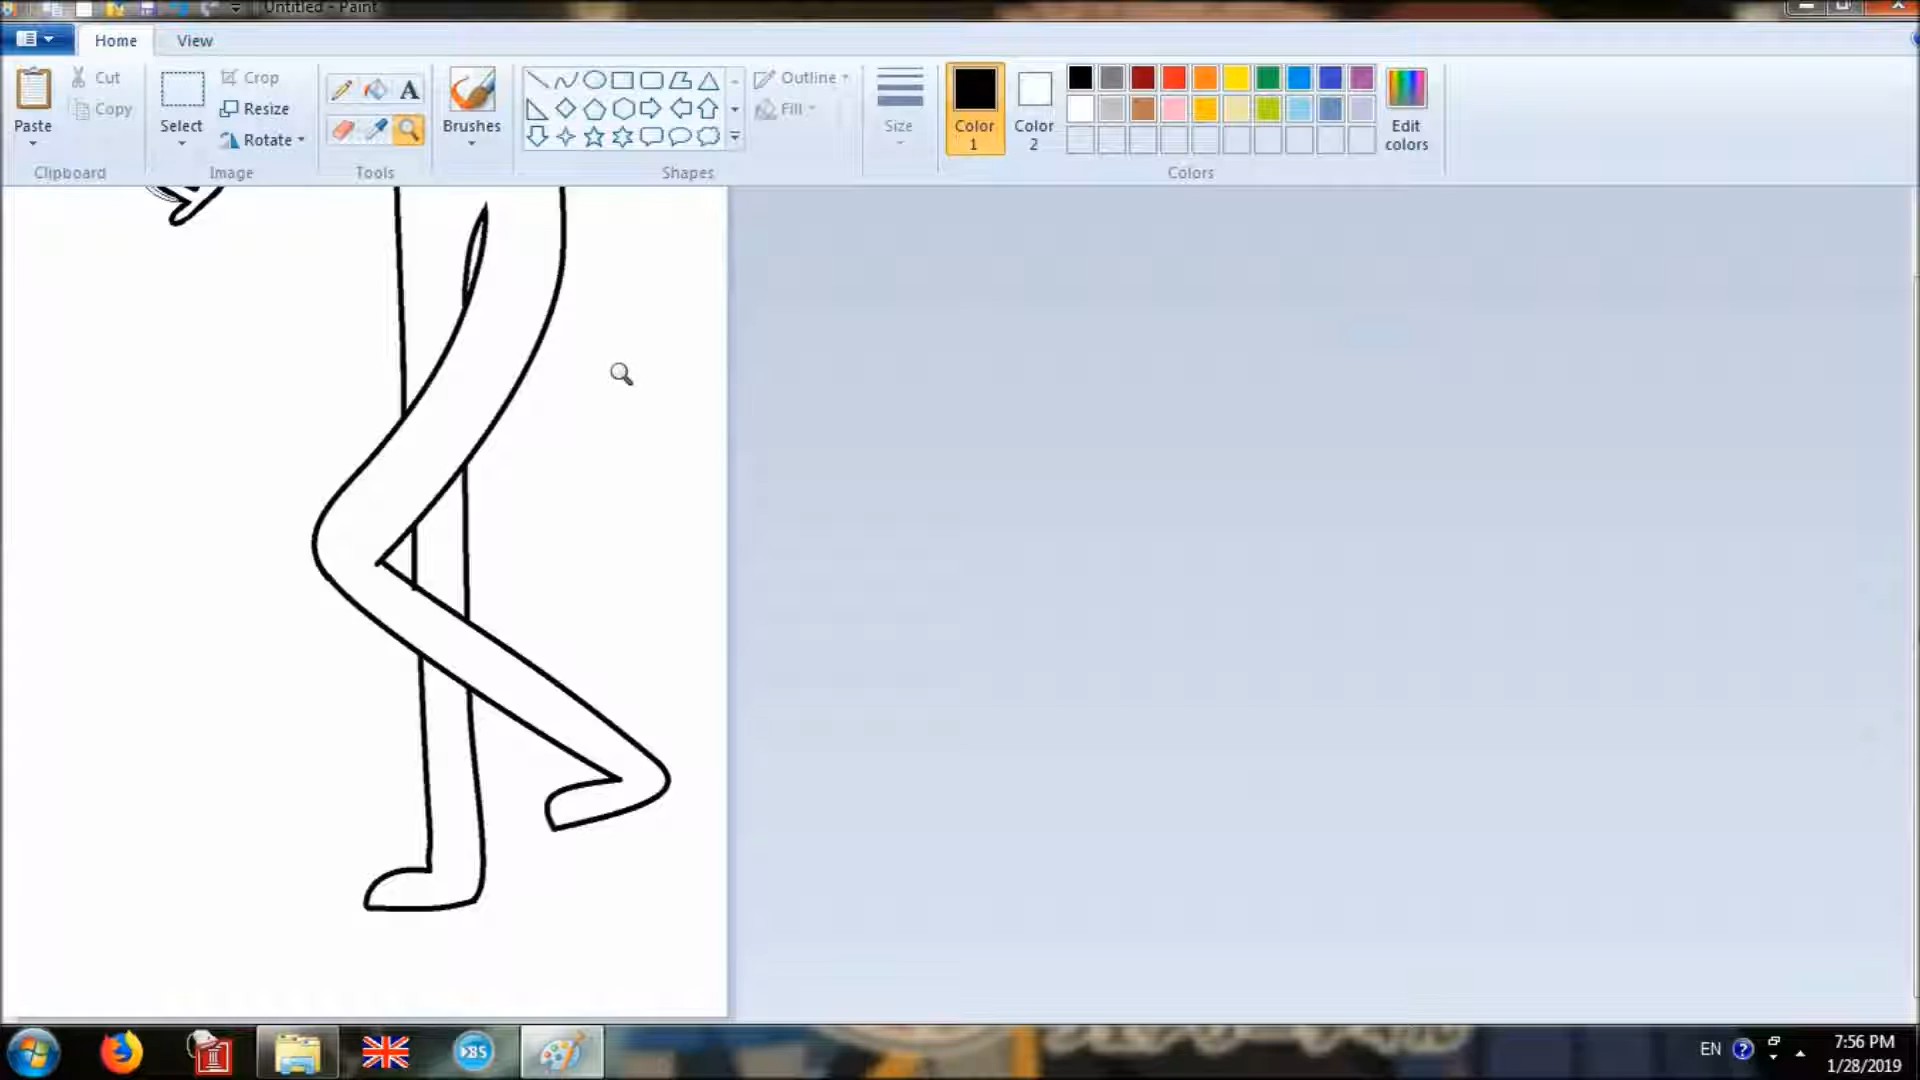 Untitled - Paint
Home View
Paste
Cut
Copy
Clipboard
Select
Crop
Resize
Rotate
Image
A
Tools
Brushes
Shapes
Outline
Fill
Size
Color 1
Color 2
Edit colors
Colors
85
EN
?
7:56 PM
1/28/2019